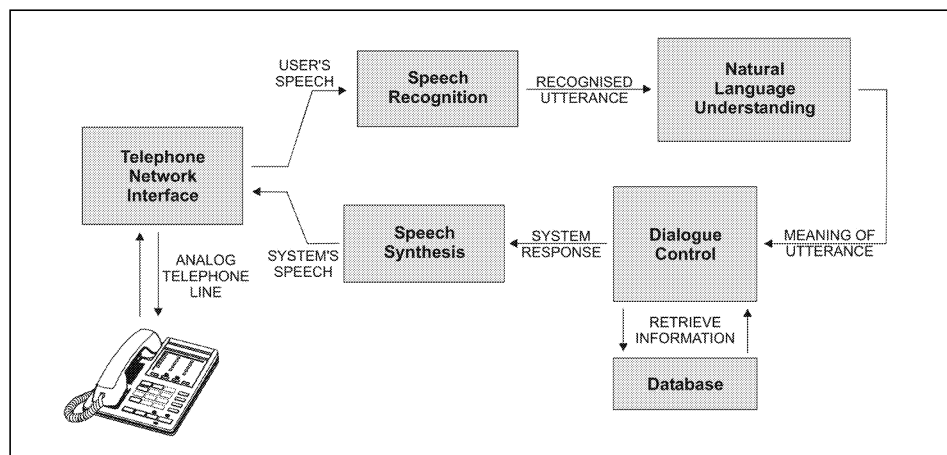 USER'S
SPEECH
Speech
Recognition
RECOGNISED
UTTERANCE
Natural
Language
Understanding
Telephone
Network
Interface
Speech
Synthesis
SYSTEM'S
SPEECH
SYSTEM
RESPONSE
Dialogue
Control
MEANING OF
UTTERANCE
ANALOG
TELEPHONE
LINE
RETRIEVE
INFORMATION
Database